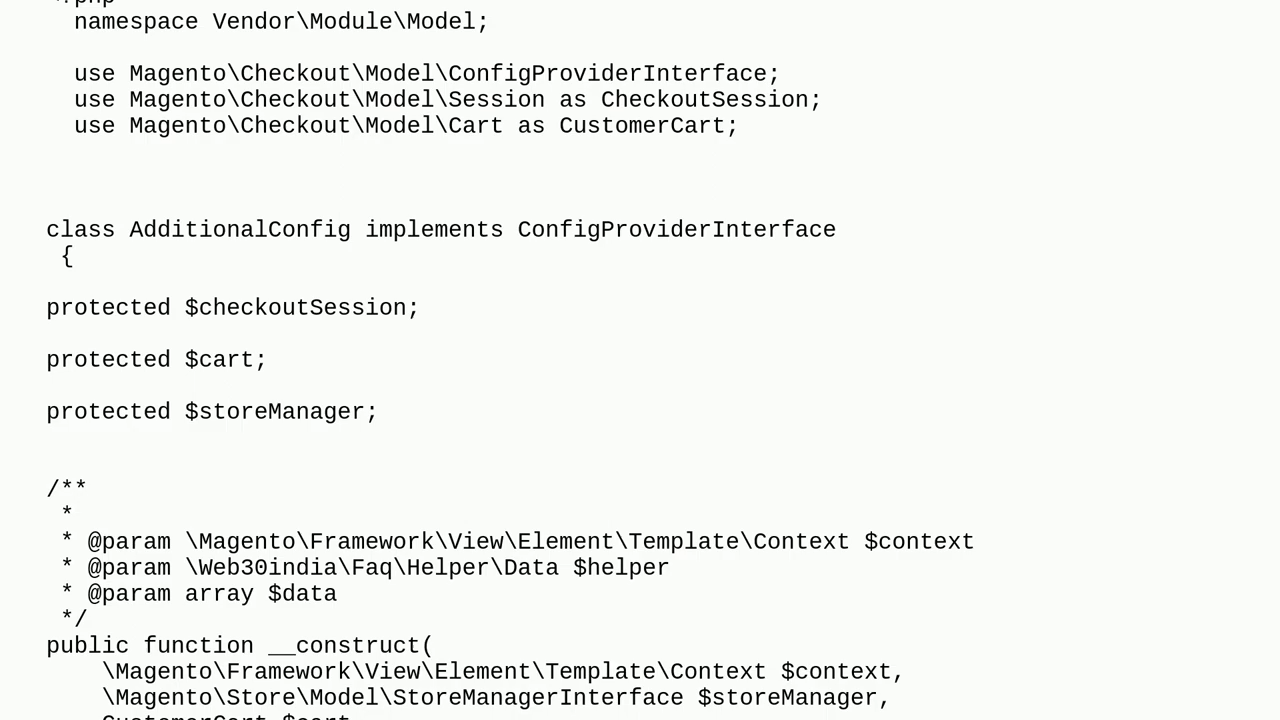 <?php
namespace Vendor\Module\Model;
use Magento\Checkout\Model\ConfigProviderInterface;
use Magento\Checkout\Model\Session as CheckoutSession;
use Magento\Checkout\Model\Cart as CustomerCart;
class AdditionalConfig implements ConfigProviderInterface
{
protected $checkoutSession;
protected $cart;
protected $storeManager;
/**
*
* @param \Magento\Framework\View\Element\Template\Context $context
* @param \Web30india\Faq\Helper\Data $helper
* @param array $data
*/
public function __construct(
\Magento\Framework\View\Element\Template\Context $context,
\Magento\Store\Model\StoreManagerInterface $storeManager,
CustomerCart $cart